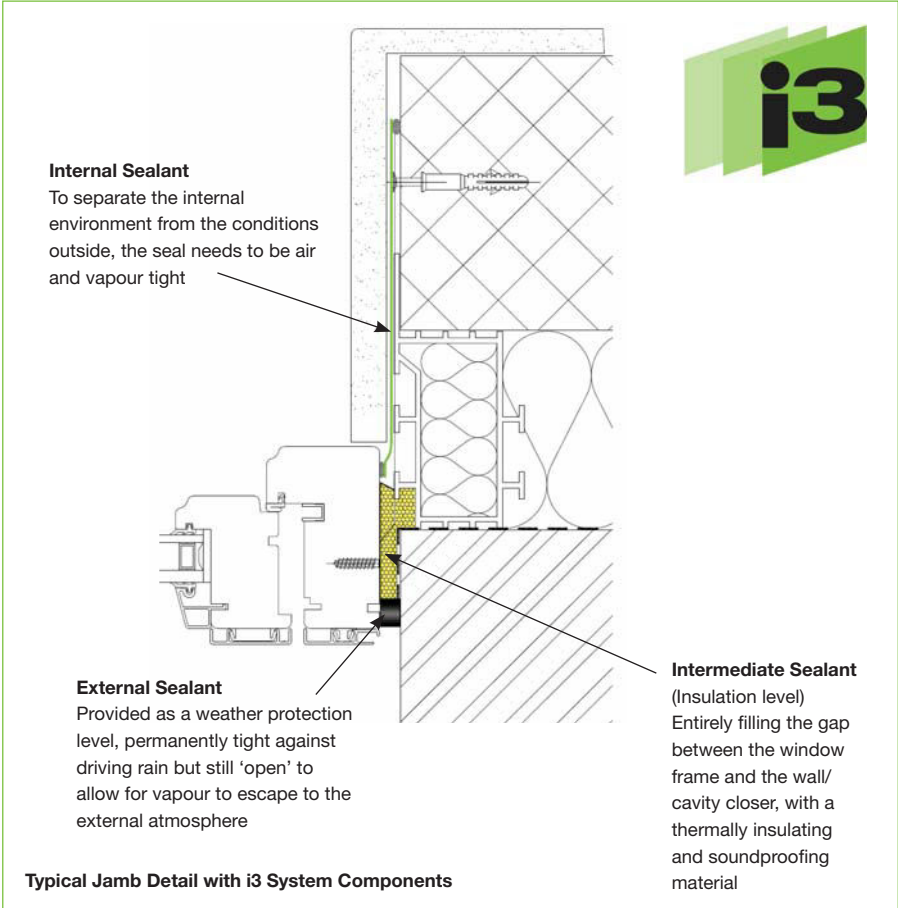 i3
Internal Sealant
To separate the internal
environment from the conditions
outside, the seal needs to be air
and vapour tight
External Sealant
Provided as a weather protection
level, permanently tight against
driving rain but still ‘open’ to
allow for vapour to escape to the
external atmosphere
Intermediate Sealant
(Insulation level)
Entirely filling the gap
between the window
frame and the wall/
cavity closer, with a
thermally insulating
and soundproofing
material
Typical Jamb Detail with i3 System Components